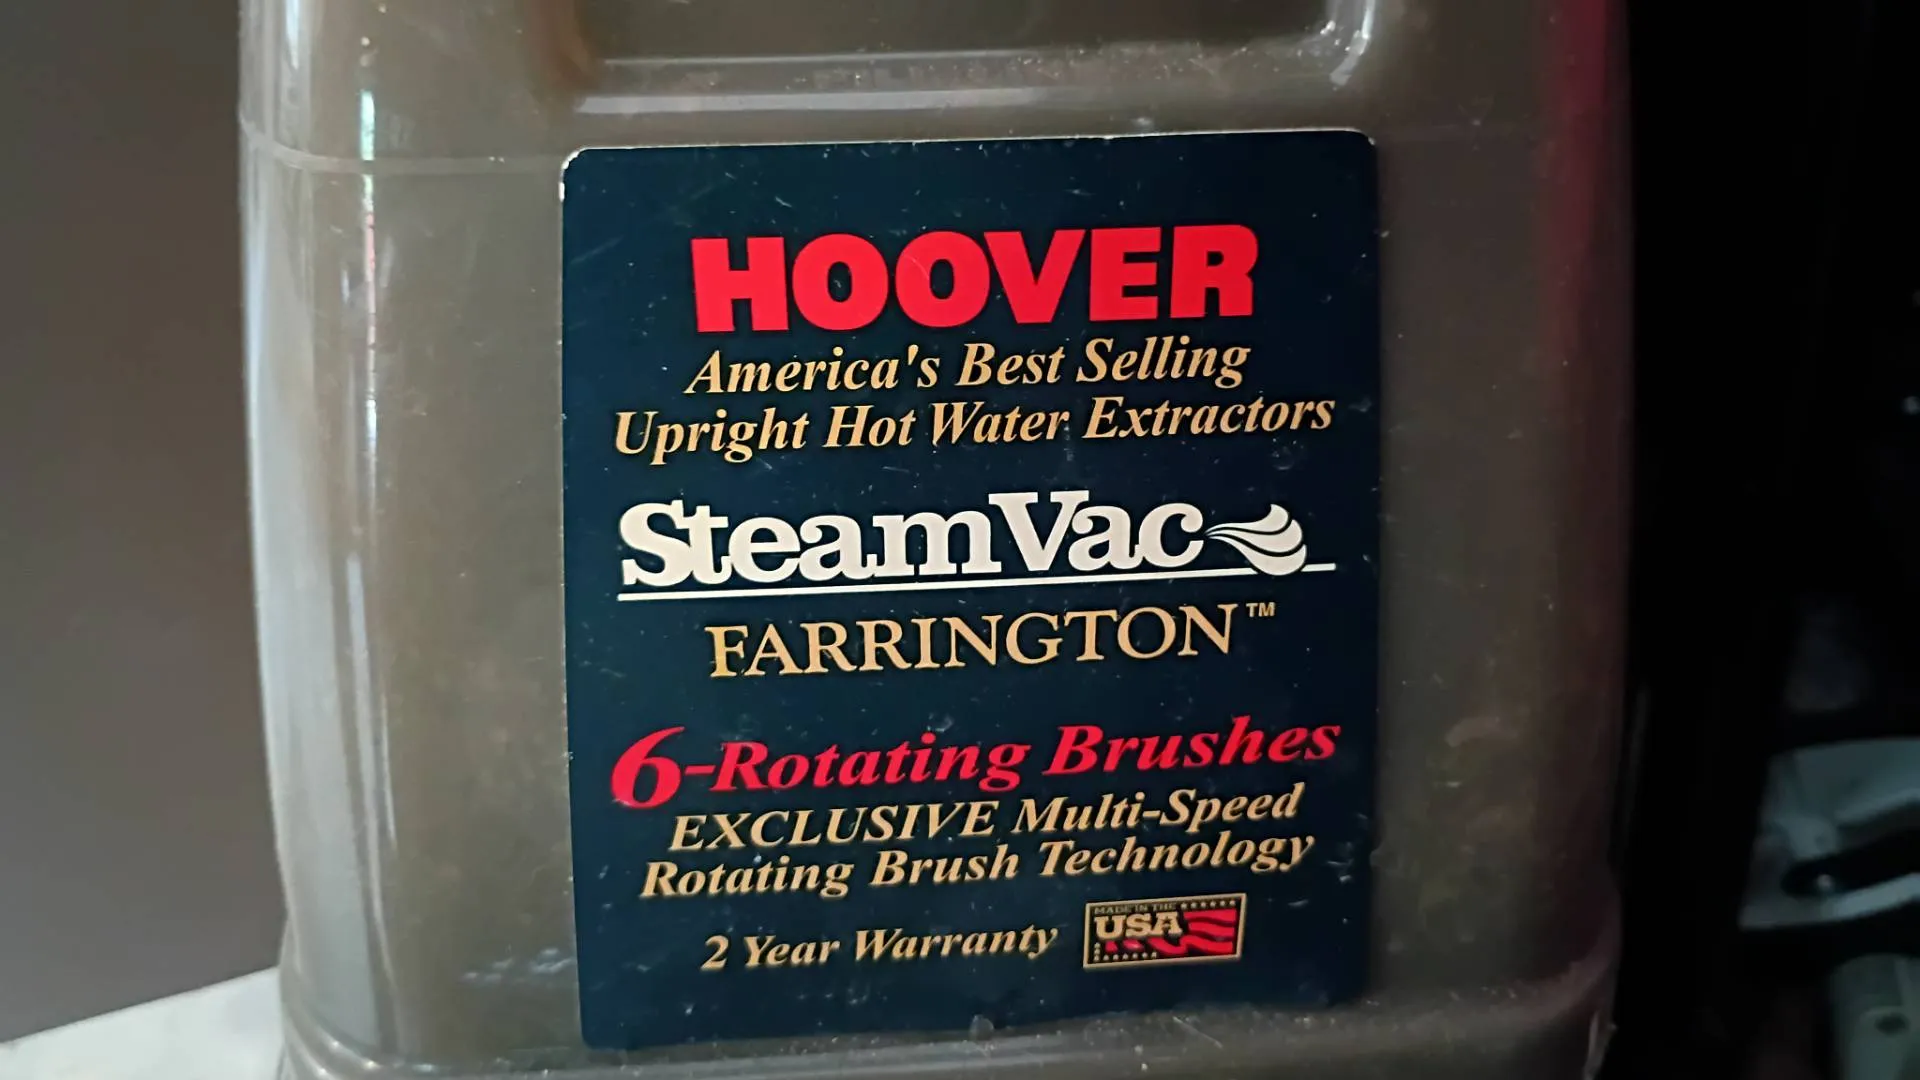 HOOVER
America's Best Selling
Upright Hot Water Extractors
SteamVac
FARRINGTON™
6-Rotating Brushes
EXCLUSIVE Multi-Speed
Rotating Brush Technology
2 Year Warranty
MADE IN THE
USA